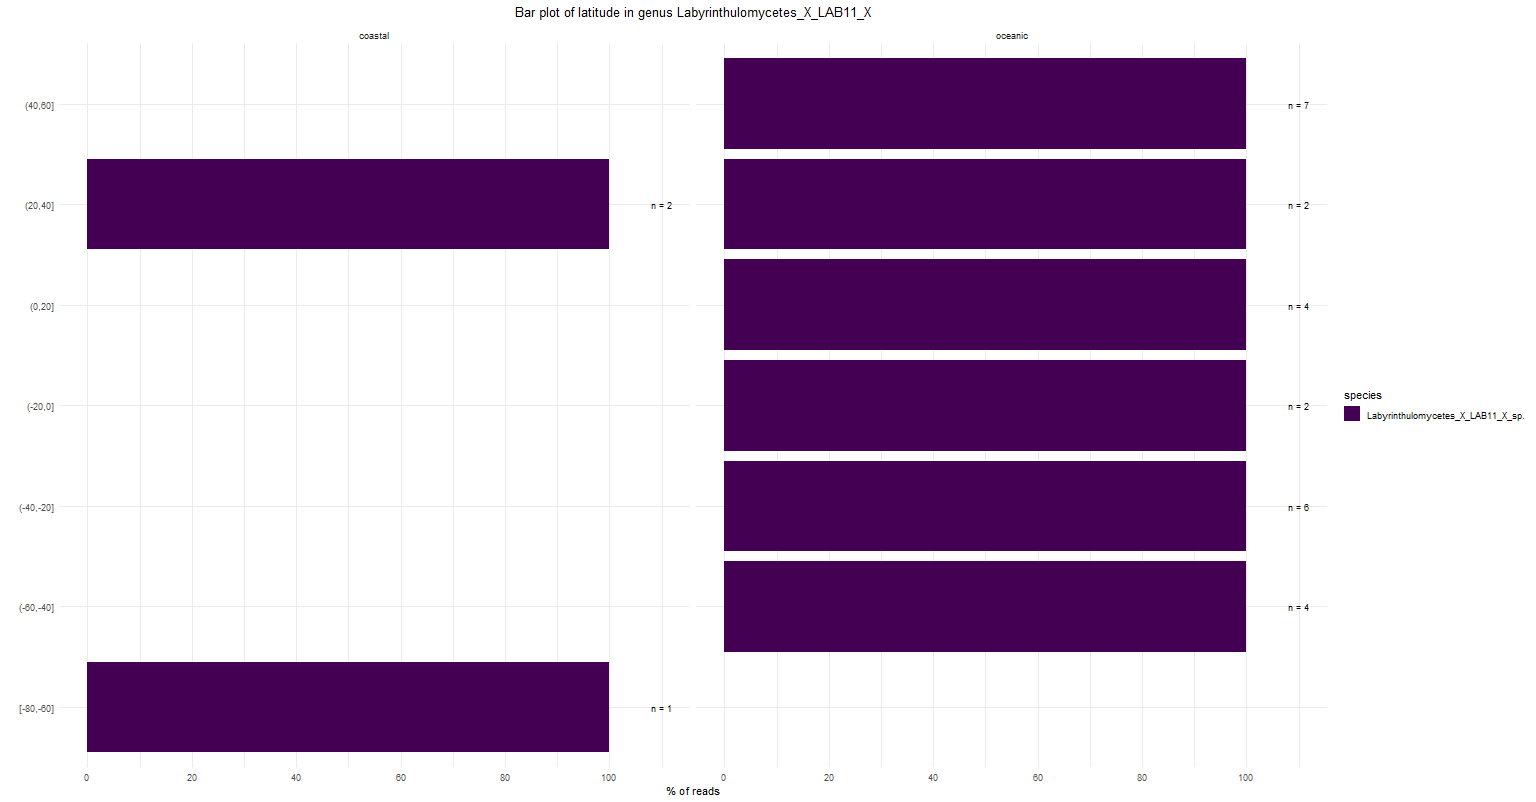 Bar plot of latitude in genus Labyrinthulomycetes_X_LAB11_X
coastal
oceanic
(40,60]
n = 7
(20,40]
n = 2
n = 2
(0,20]
n = 4
(-20,0]
n = 2
(-40,-20]
n = 6
(-60,-40]
n = 4
[-80,-60]
n = 1
0 20 40 60 80 100
0 20 40 60 80 100
% of reads
species
Labyrinthulomycetes_X_LAB11_X_sp.